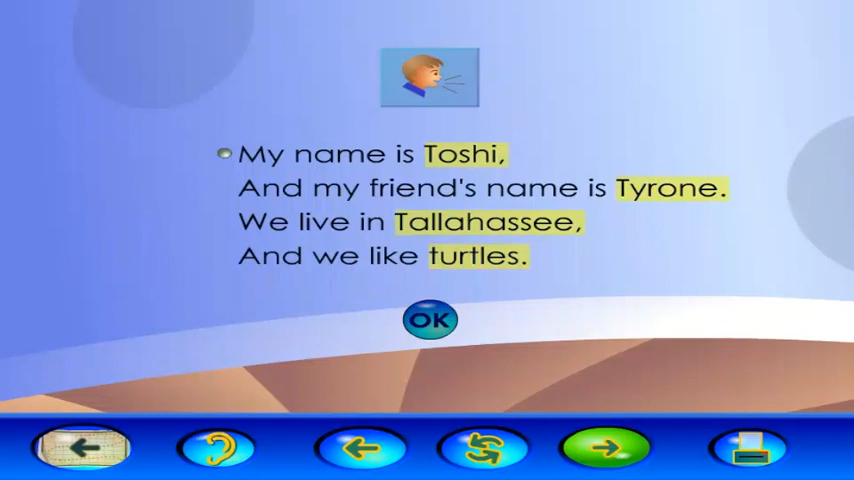 My name is Toshi,
And my friend's name is Tyrone.
We live in Tallahassee,
And we like turtles.
OK